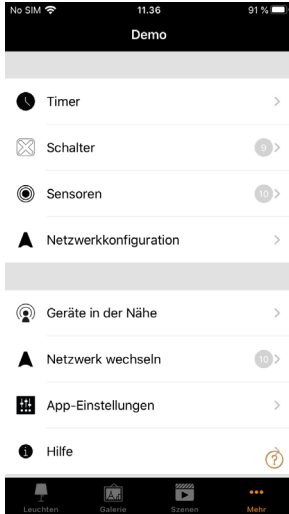 No SIM 11.36 91 %
Demo
Timer
Schalter 9
Sensoren 10
Netzwerkkonfiguration
Geräte in der Nähe
Netzwerk wechseln 10
App-Einstellungen
Hilfe
?
Leuchten Galerie Szenen Mehr